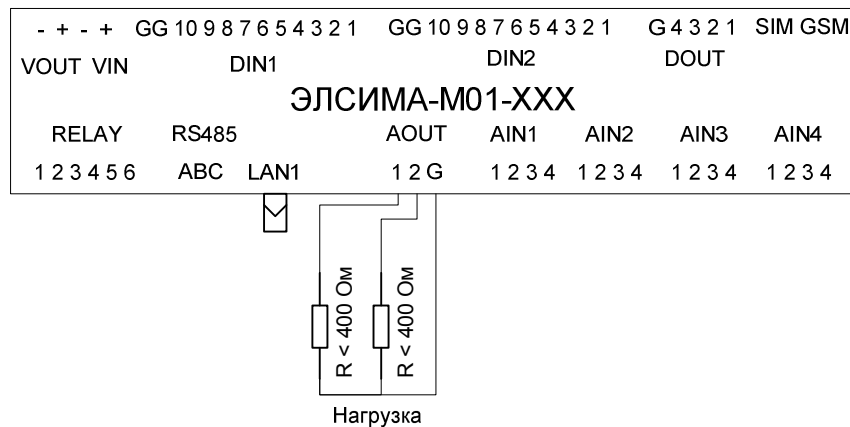 - + - + GG 10 9 8 7 6 5 4 3 2 1 GG 10 9 8 7 6 5 4 3 2 1 G 4 3 2 1 SIM GSM
VOUT VIN DIN1 DIN2 DOUT
ЭЛСИМА-М01-XXX
RELAY RS485 AOUT AIN1 AIN2 AIN3 AIN4
1 2 3 4 5 6 ABC LAN1 1 2 G 1 2 3 4 1 2 3 4 1 2 3 4 1 2 3 4
R < 400 Ом
R < 400 Ом
Нагрузка